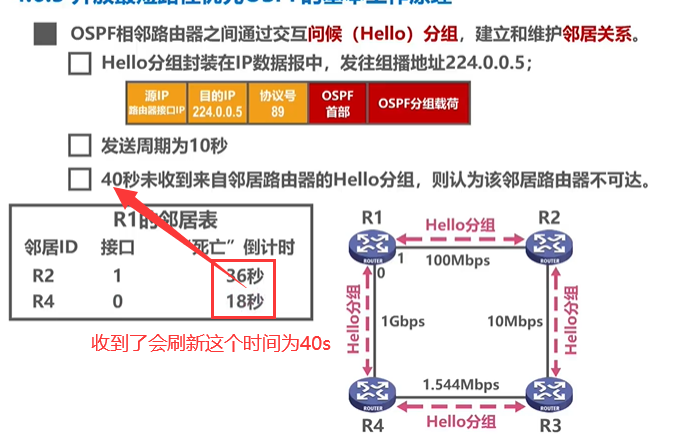 OSPF相邻路由器之间通过交互问候（Hello）分组，建立和维护邻居关系。
Hello分组封装在IP数据报中，发往组播地址224.0.0.5；
源IP
路由器接口IP
目的IP
224.0.0.5
协议号
89
OSPF
首部
OSPF分组载荷
发送周期为10秒
40秒未收到来自邻居路由器的Hello分组，则认为该邻居路由器不可达。
R1的邻居表
邻居ID 接口 “死亡”倒计时
R2 1 36秒
R4 0 18秒
收到了会刷新这个时间为40s
R1
Hello分组
R2
ROUTER
1
0
100Mbps
ROUTER
Hello分组
1Gbps
10Mbps
Hello分组
1.544Mbps
ROUTER
ROUTER
R4
Hello分组
R3